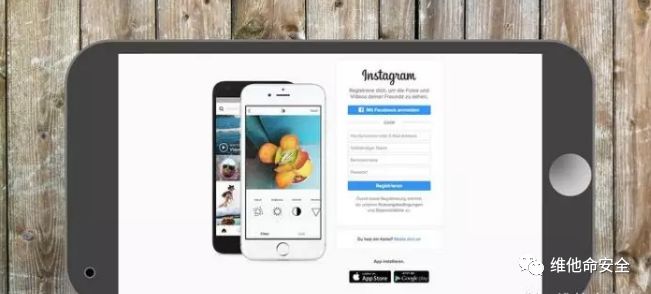 Instagram
Registriere dich, um die Fotos und
Videos deiner Freunde zu sehen.
Mit Facebook anmelden
ODER
Handynummer oder E-Mail-Adresse
Vollständiger Name
Benutzername
Passwort
Registrieren
Du hast ein Konto? Melde dich an
App installieren.
App Store
Google play
维他命安全